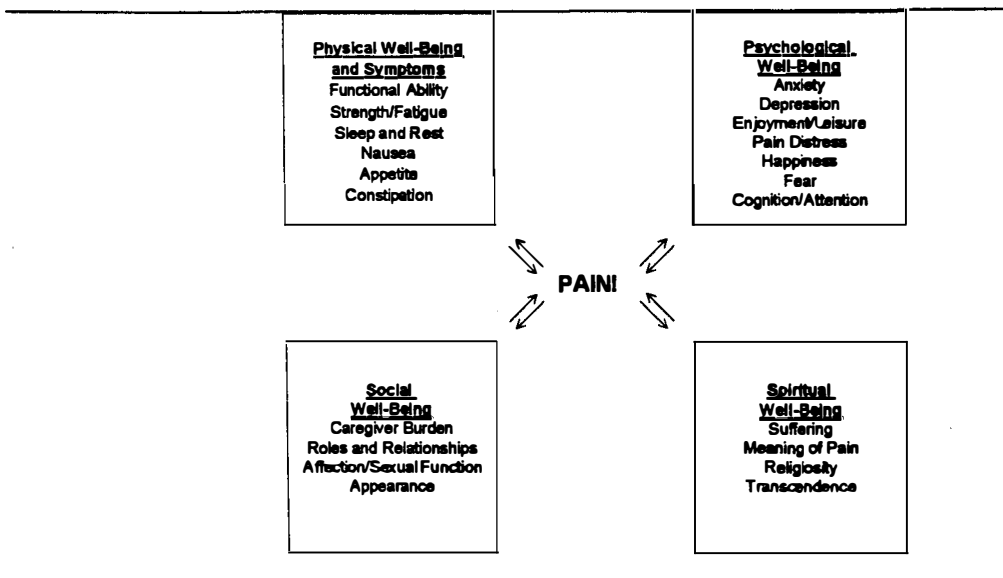 Physical Well-Being
and Symptoms
Functional Ability
Strength/Fatigue
Sleep and Rest
Nausea
Appetite
Constipation
Psychological
Well-Being
Anxiety
Depression
Enjoyment/Leisure
Pain Distress
Happiness
Fear
Cognition/Attention
PAIN!
Social
Well-Being
Caregiver Burden
Roles and Relationships
Affection/Sexual Function
Appearance
Spiritual
Well-Being
Suffering
Meaning of Pain
Religiosity
Transcendence